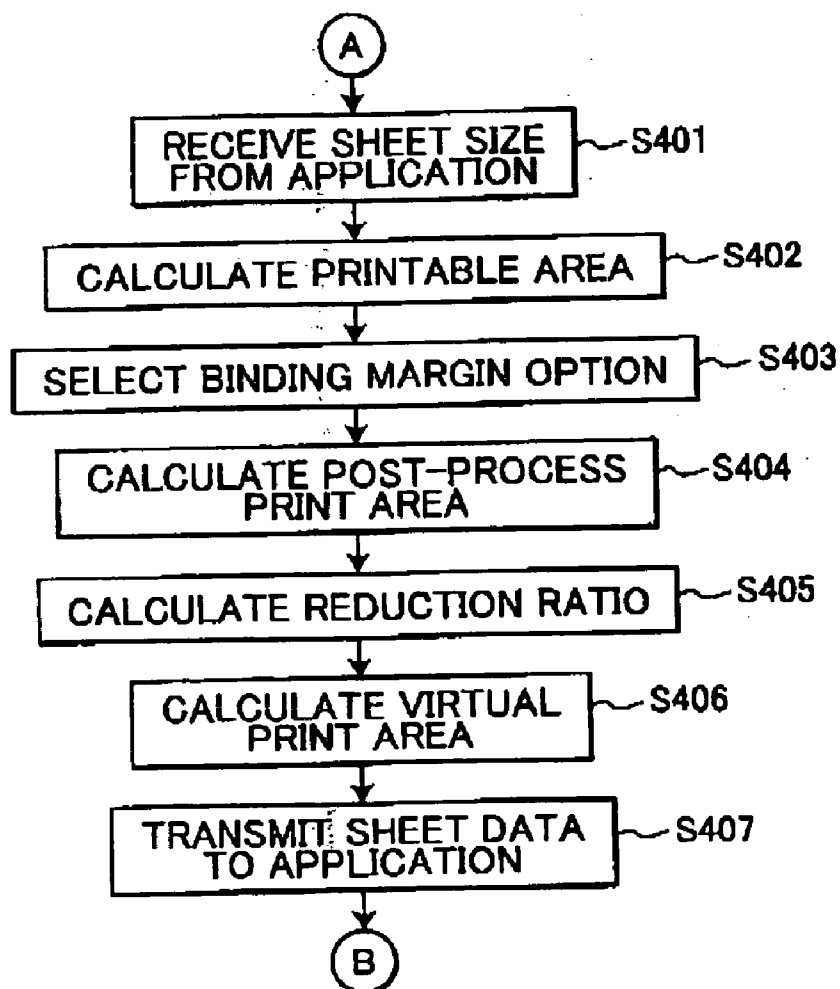 A
RECEIVE SHEET SIZE
FROM APPLICATION
S401
CALCULATE PRINTABLE AREA
S402
SELECT BINDING MARGIN OPTION
S403
CALCULATE POST-PROCESS
PRINT AREA
S404
CALCULATE REDUCTION RATIO
S405
CALCULATE VIRTUAL
PRINT AREA
S406
TRANSMIT SHEET DATA
TO APPLICATION
S407
B